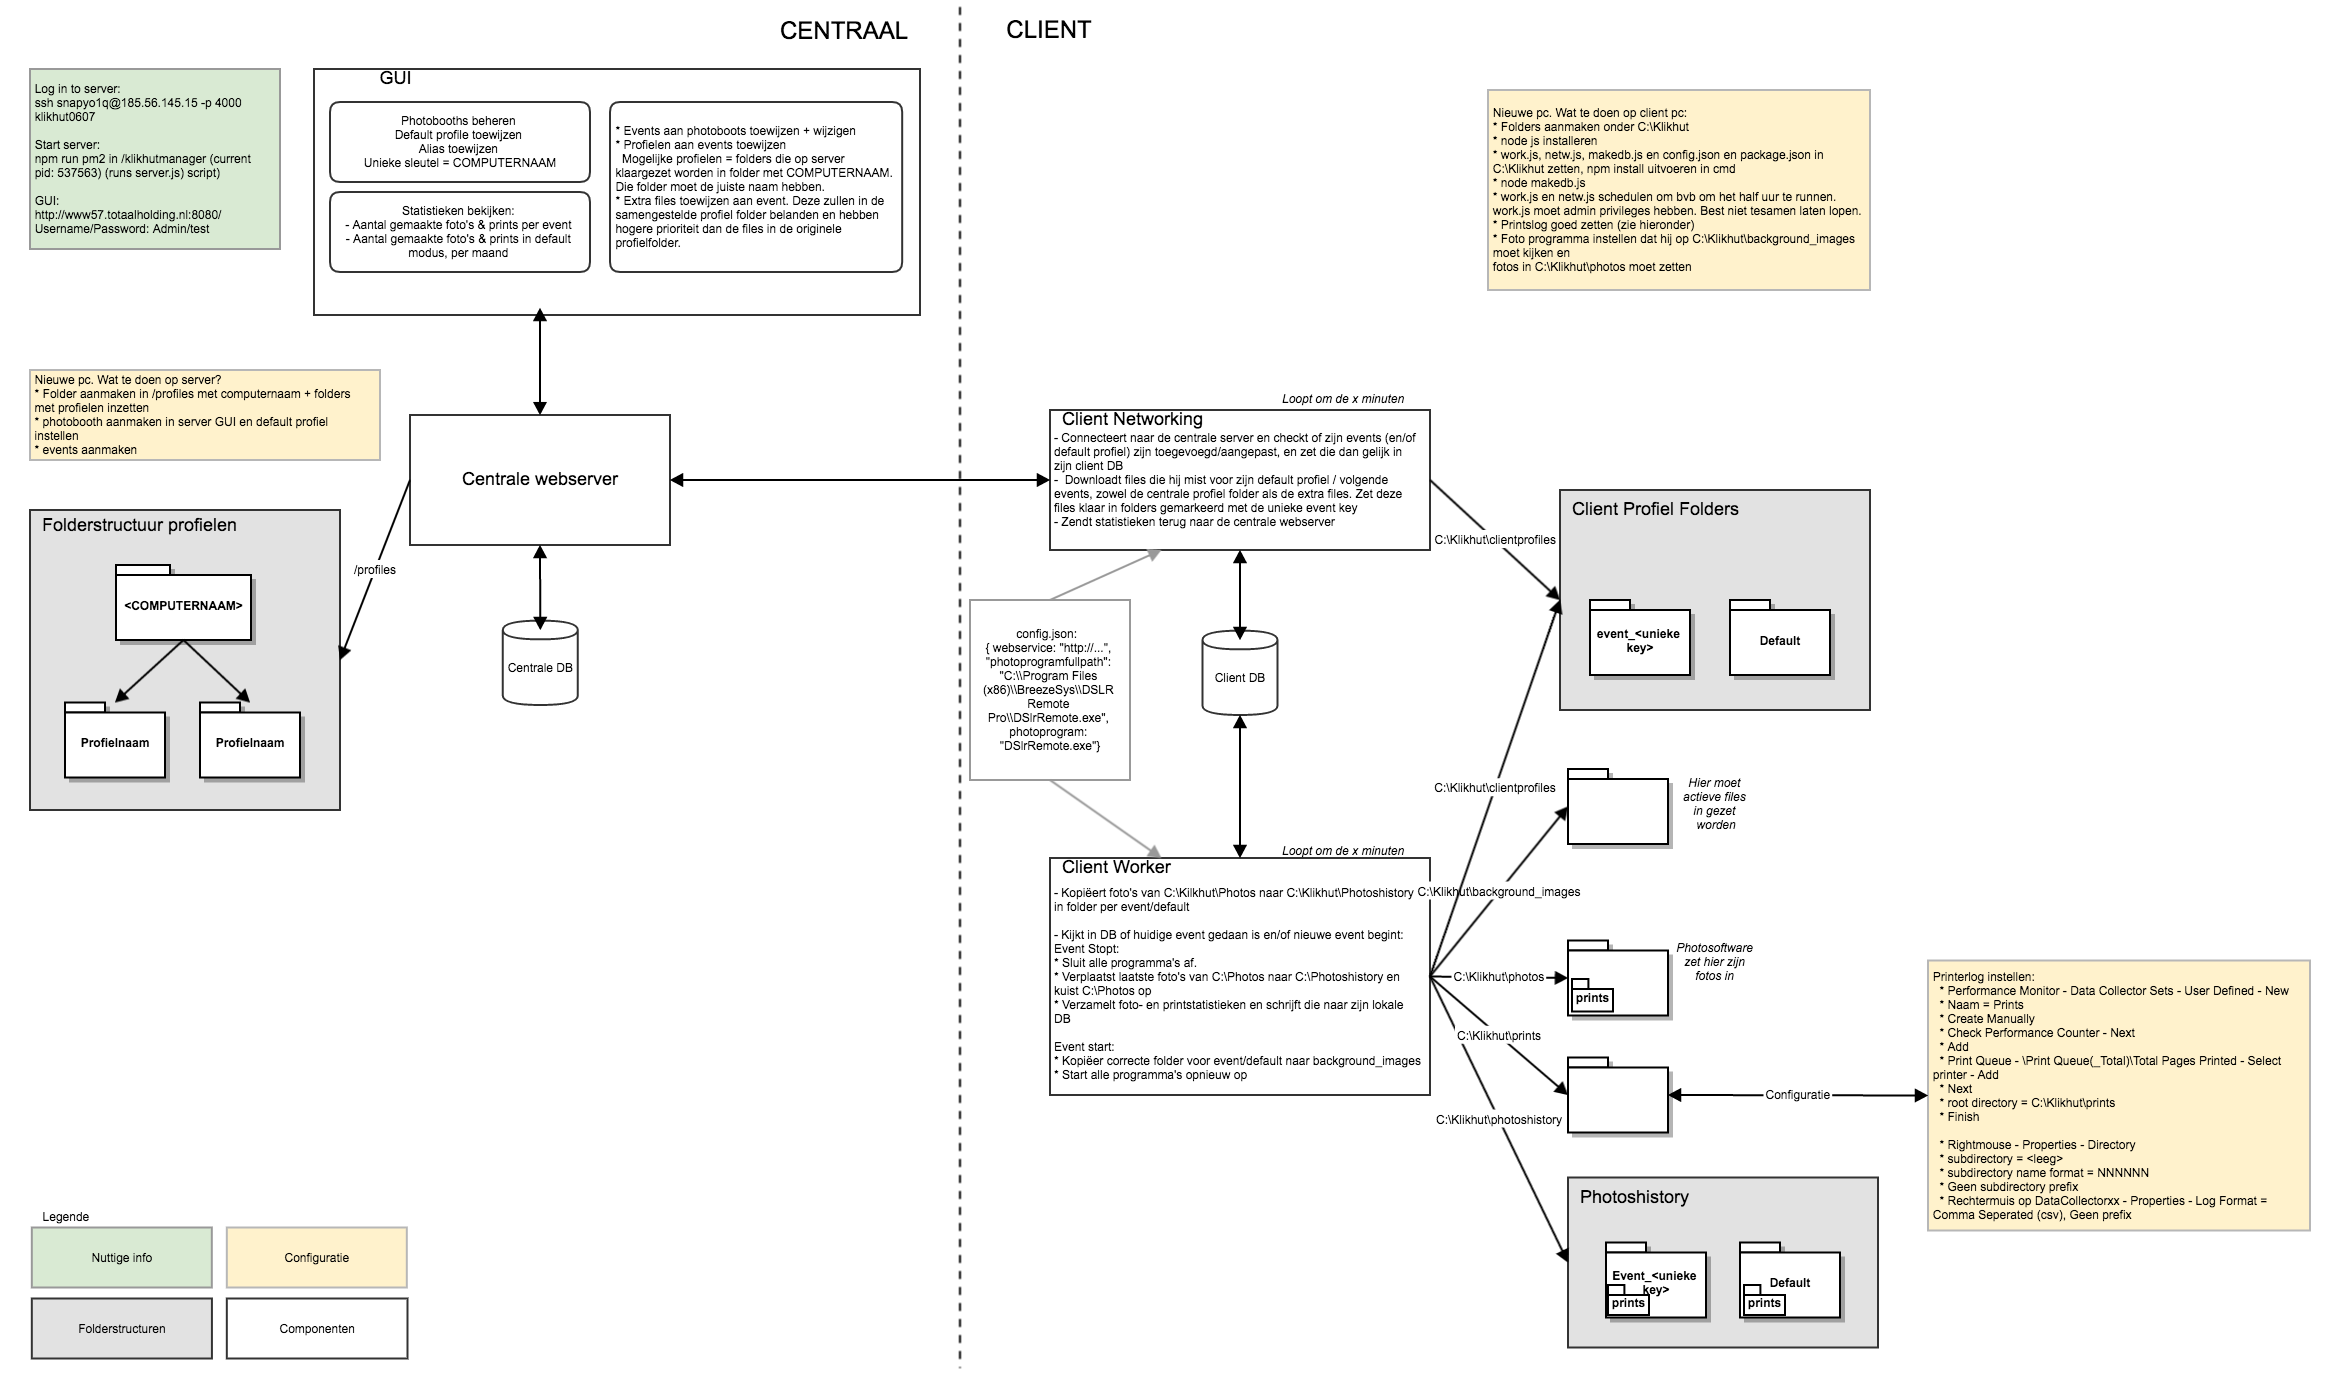 CENTRAAL
CLIENT
Log in to server:
ssh snapyo1q@185.56.145.15 -p 4000
klikhut0607
Start server:
npm run pm2 in /klikhutmanager (current
pid: 537563) (runs server.js) script)
GUI:
http://www57.totaalholding.nl:8080/
Username/Password: Admin/test
GUI
Photobooths beheren
Default profile toewijzen
Alias toewijzen
Unieke sleutel = COMPUTERNAAM
Statistieken bekijken:
- Aantal gemaakte foto's & prints per event
- Aantal gemaakte foto's & prints in default
modus, per maand
* Events aan photoboots toewijzen + wijzigen
* Profielen aan events toewijzen
Mogelijke profielen = folders die op server
klaargezet worden in folder met COMPUTERNAAM.
Die folder moet de juiste naam hebben.
* Extra files toewijzen aan event. Deze zullen in de
samengestelde profiel folder belanden en hebben
hogere prioriteit dan de files in de originele
profielfolder.
Nieuwe pc. Wat te doen op client pc:
* Folders aanmaken onder C:\Klikhut
* node js installeren
* work.js, netw.js, makedb.js en config.json en package.json in
C:\Klikhut zetten, npm install uitvoeren in cmd
* node makedb.js
* work.js en netw.js schedulen om bvb om het half uur te runnen.
work.js moet admin privileges hebben. Best niet tesamen laten lopen.
* Printslog goed zetten (zie hieronder)
* Foto programma instellen dat hij op C:\Klikhut\background_images
moet kijken en
fotos in C:\Klikhut\photos moet zetten
Nieuwe pc. Wat te doen op server?
* Folder aanmaken in /profiles met computernaam + folders
met profielen inzetten
* photobooth aanmaken in server GUI en default profiel
instellen
* events aanmaken
Centrale webserver
/profiles
Centrale DB
Folderstructuur profielen
<COMPUTERNAAM>
Profielnaam
Profielnaam
Loopt om de x minuten
Client Networking
- Connecteert naar de centrale server en checkt of zijn events (en/of
default profiel) zijn toegevoegd/aangepast, en zet die dan gelijk in
zijn client DB
- Downloadt files die hij mist voor zijn default profiel / volgende
events, zowel de centrale profiel folder als de extra files. Zet deze
files klaar in folders gemarkeerd met de unieke event key
- Zendt statistieken terug naar de centrale webserver
C:\Klikhut\clientprofiles
Client Profiel Folders
event_<unieke
key>
Default
config.json:
{ webservice: "http://...",
"photoprogramfullpath":
"C:\\Program Files
(x86)\\BreezeSys\\DSLR
Remote
Pro\\DSlrRemote.exe",
photoprogram:
"DSlrRemote.exe"}
Client DB
C:\Klikhut\clientprofiles
Hier moet
actieve files
in gezet
worden
Loopt om de x minuten
Client Worker
- Kopiëert foto's van C:\Kilkhut\Photos naar C:\Klikhut\Photoshistory
in folder per event/default
- Kijkt in DB of huidige event gedaan is en/of nieuwe event begint:
Event Stopt:
* Sluit alle programma's af.
* Verplaatst laatste foto's van C:\Photos naar C:\Photoshistory en
kuist C:\Photos op
* Verzamelt foto- en printstatistieken en schrijft die naar zijn lokale
DB
Event start:
* Kopiëer correcte folder voor event/default naar background_images
* Start alle programma's opnieuw op
C:\Klikhut\background_images
C:\Klikhut\photos
prints
Photosoftware
zet hier zijn
fotos in
C:\Klikhut\prints
Configuratie
C:\Klikhut\photoshistory
Printerlog instellen:
* Performance Monitor - Data Collector Sets - User Defined - New
* Naam = Prints
* Create Manually
* Check Performance Counter - Next
* Add
* Print Queue - \Print Queue(_Total)\Total Pages Printed - Select
printer - Add
* Next
* root directory = C:\Klikhut\prints
* Finish
* Rightmouse - Properties - Directory
* subdirectory = <leeg>
* subdirectory name format = NNNNNN
* Geen subdirectory prefix
* Rechtermuis op DataCollectorxx - Properties - Log Format =
Comma Seperated (csv), Geen prefix
Photoshistory
Event_<unieke
key>
prints
Default
prints
Legende
Nuttige info
Configuratie
Folderstructuren
Componenten